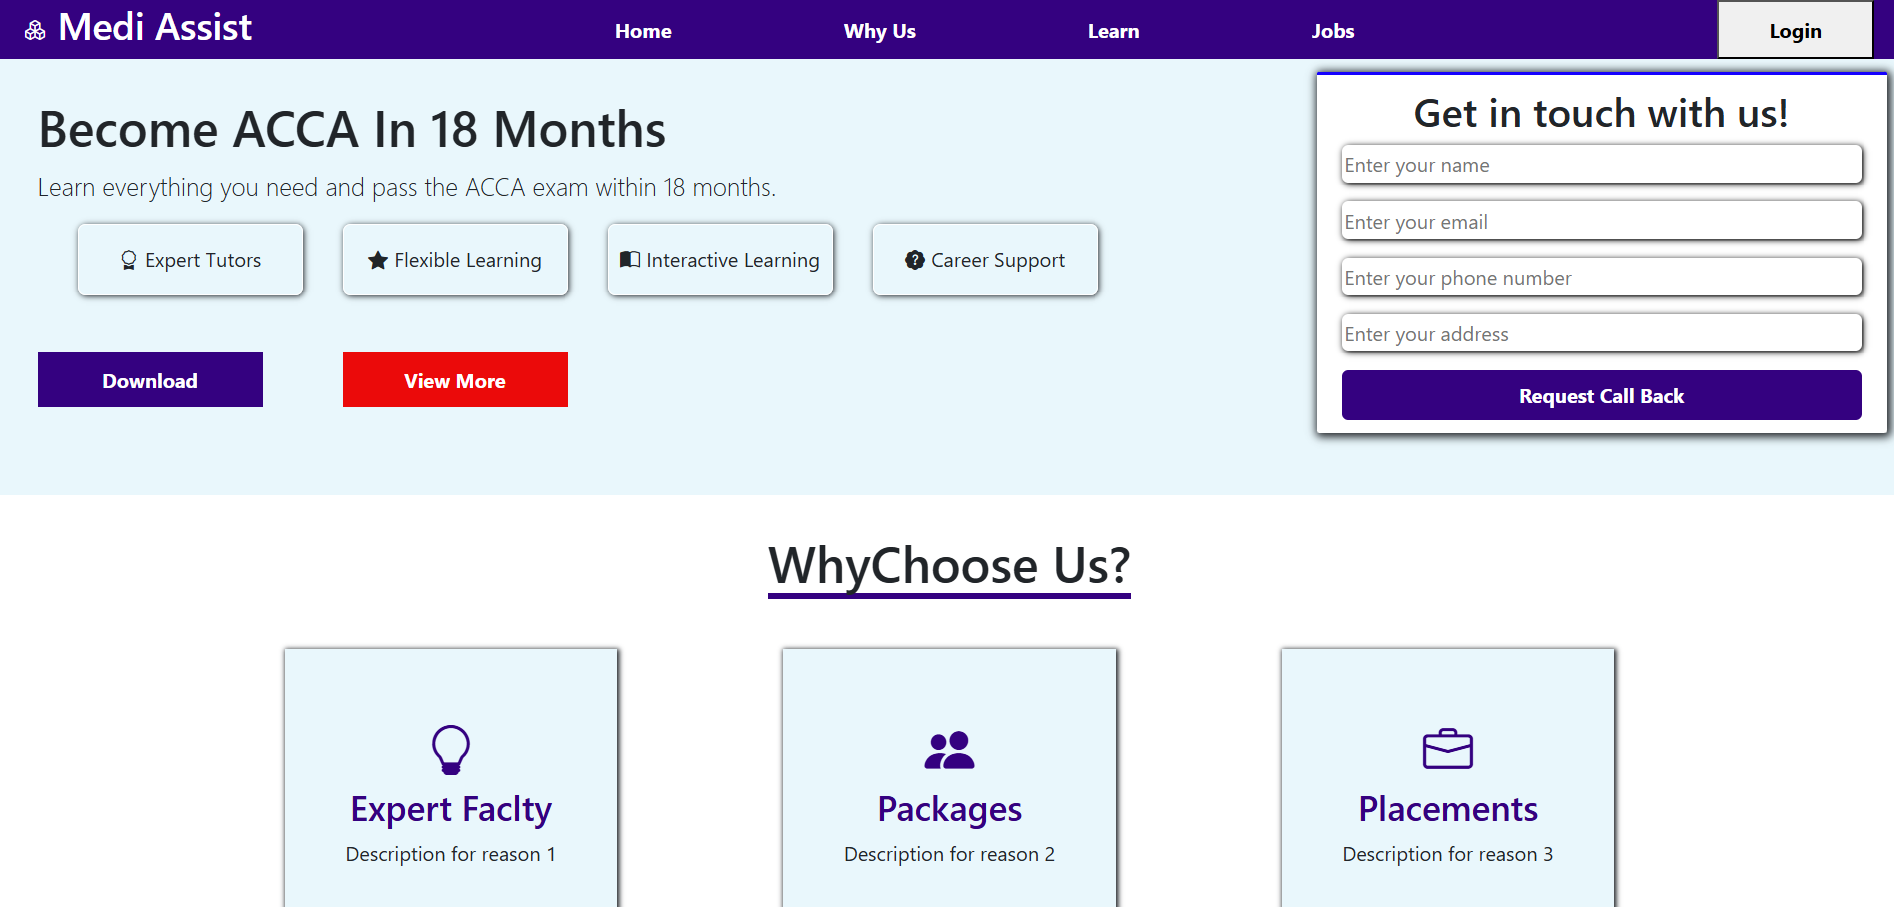 Medi Assist
Home
Why Us
Learn
Jobs
Login
Become ACCA In 18 Months
Learn everything you need and pass the ACCA exam within 18 months.
Expert Tutors
Flexible Learning
Interactive Learning
Career Support
Download
View More
Get in touch with us!
Enter your name
Enter your email
Enter your phone number
Enter your address
Request Call Back
WhyChoose Us?
Expert Faclty
Description for reason 1
Packages
Description for reason 2
Placements
Description for reason 3